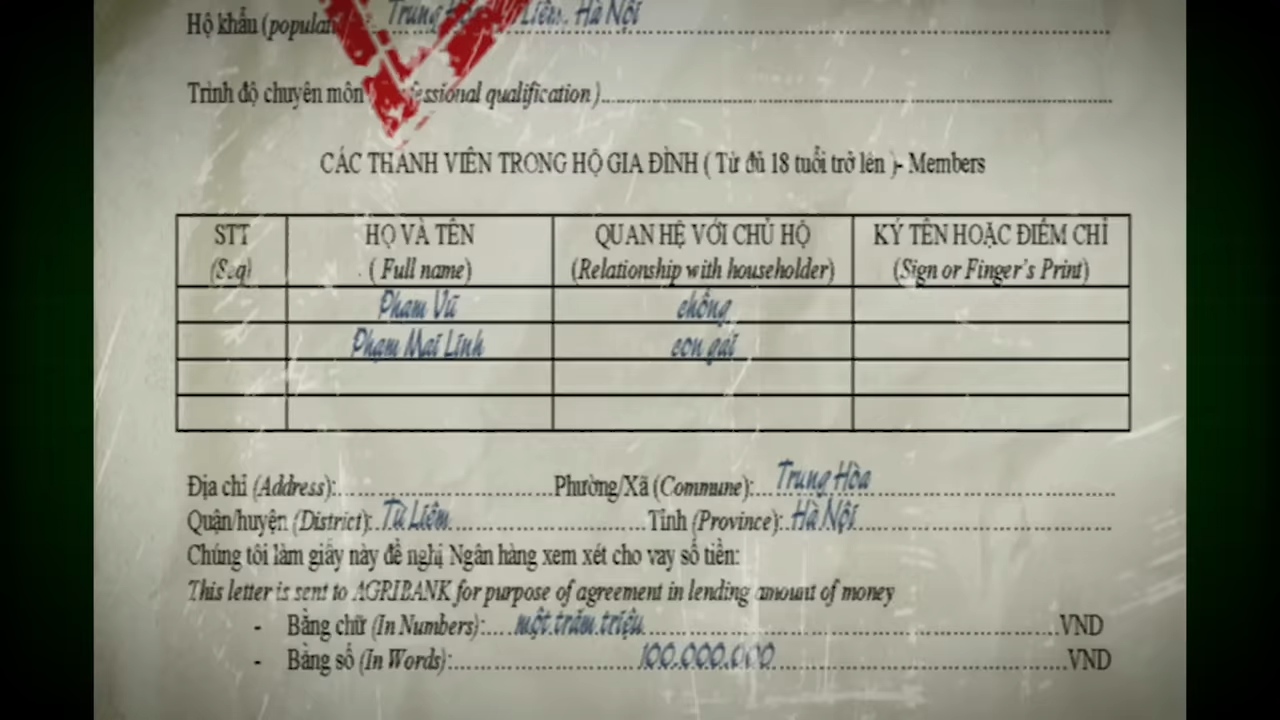 Hộ khẩu (populat Trung Hòa, Từ Liêm, Hà Nội
Trình độ chuyên môn fessional qualification)
CÁC THÀNH VIÊN TRONG HỘ GIA ĐÌNH ( Từ đủ 18 tuổi trở lên )- Members
STT HỌ VÀ TÊN QUAN HỆ VỚI CHỦ HỘ KÝ TÊN HOẶC ĐIỂM CHỈ
(Seq) ( Full name) (Relationship with householder) (Sign or Finger's Print)
Phạm Vũ chồng
Phạm Mai Linh con gái
Địa chỉ (Address): Phường/Xã (Commune): Trung Hòa
Quận/huyện (District): Từ Liêm Tỉnh (Province): Hà Nội
Chúng tôi làm giấy này đề nghị Ngân hàng xem xét cho vay số tiền:
This letter is sent to AGRIBANK for purpose of agreement in lending amount of money
- Bằng chữ (In Numbers): một trăm triệu VND
- Bằng số (In Words): 100.000.000 VND